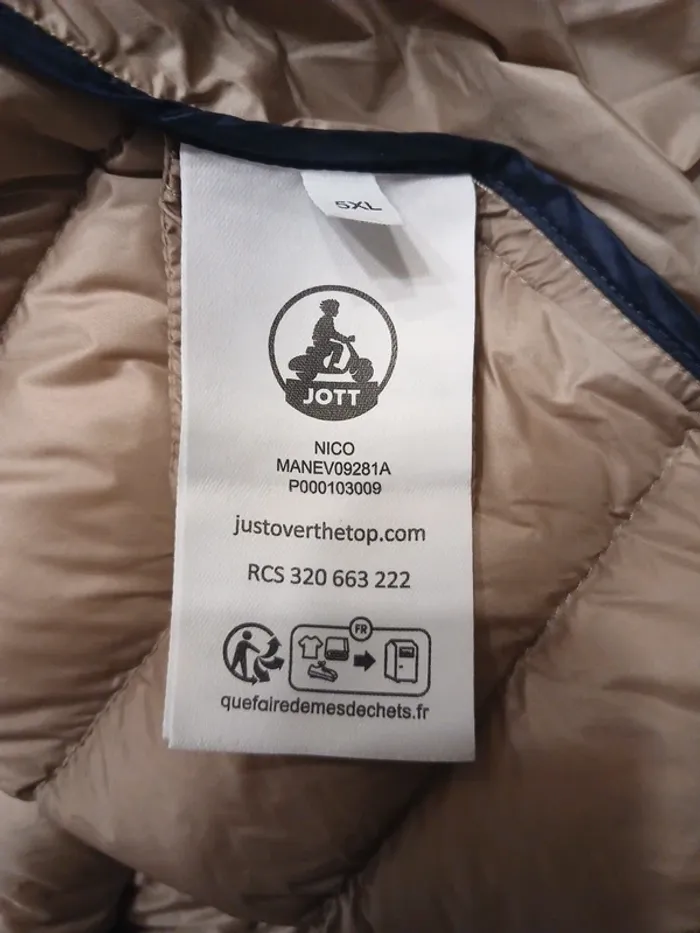 5XL
JOTT
NICO
MANEV09281A
P000103009
justoverthetop.com
RCS 320 663 222
FR
quefairedemesdechets.fr